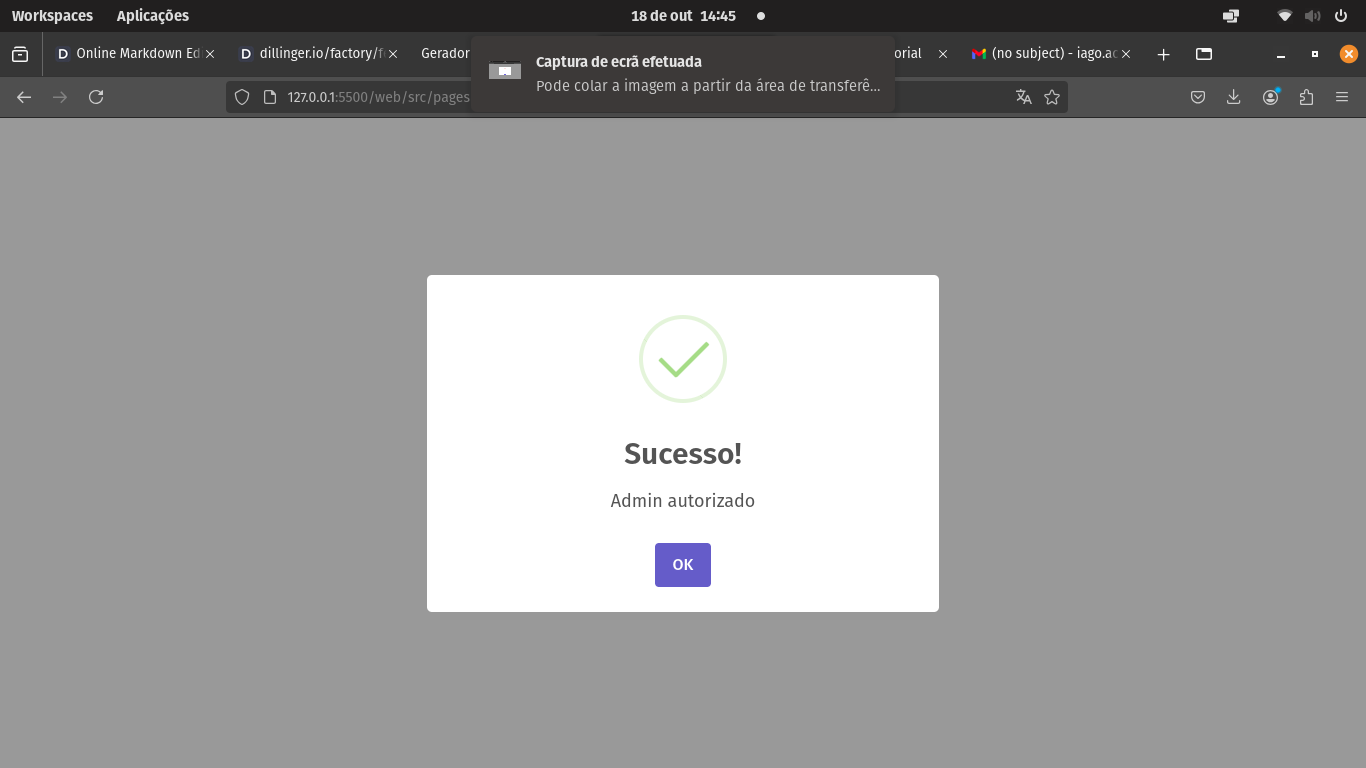 Workspaces Aplicações 18 de out 14:45
Online Markdown Ed dillinger.io/factory/f Gerador orial (no subject) - iago.ac
Captura de ecrã efetuada
Pode colar a imagem a partir da área de transferê...
127.0.0.1:5500/web/src/pages
Sucesso!
Admin autorizado
OK